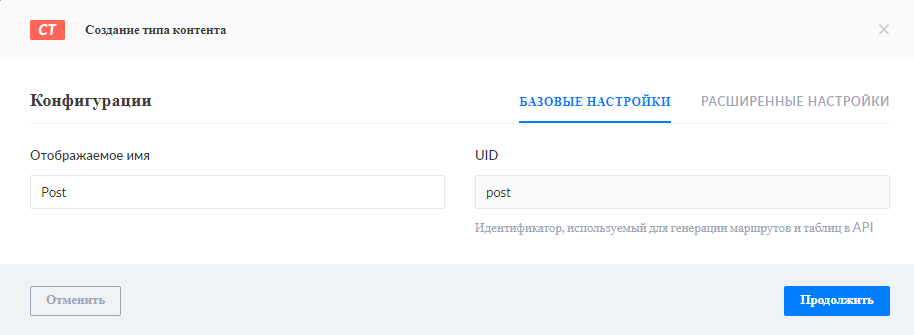 CT Создание типа контента
Конфигурации БАЗОВЫЕ НАСТРОЙКИ РАСШИРЕННЫЕ НАСТРОЙКИ
Отображаемое имя UID
Post post
Идентификатор, используемый для генерации маршрутов и таблиц в API
Отменить Продолжить